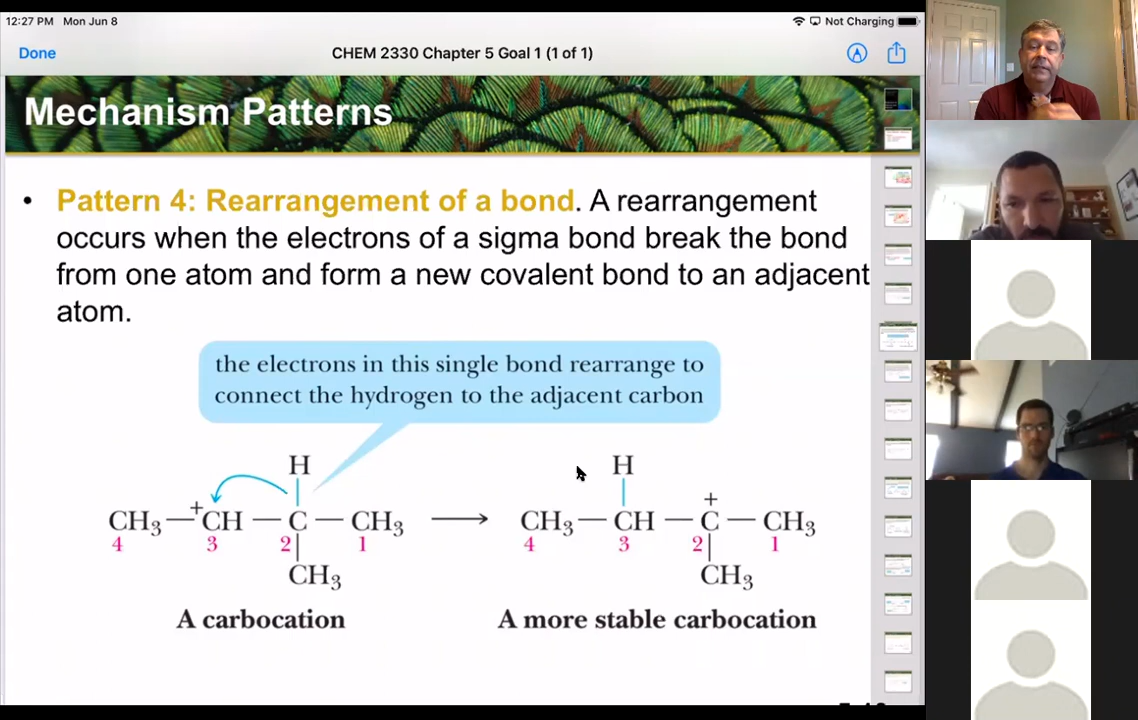 12:27 PM Mon Jun 8
Not Charging
Done
CHEM 2330 Chapter 5 Goal 1 (1 of 1)
Mechanism Patterns
• Pattern 4: Rearrangement of a bond. A rearrangement
occurs when the electrons of a sigma bond break the bond
from one atom and form a new covalent bond to an adjacent
atom.
the electrons in this single bond rearrange to
connect the hydrogen to the adjacent carbon
H H
+ +
CH₃—CH—C—CH₃ ⟶ CH₃—CH—C—CH₃
4 3 2 1 4 3 2 1
CH₃ CH₃
A carbocation A more stable carbocation